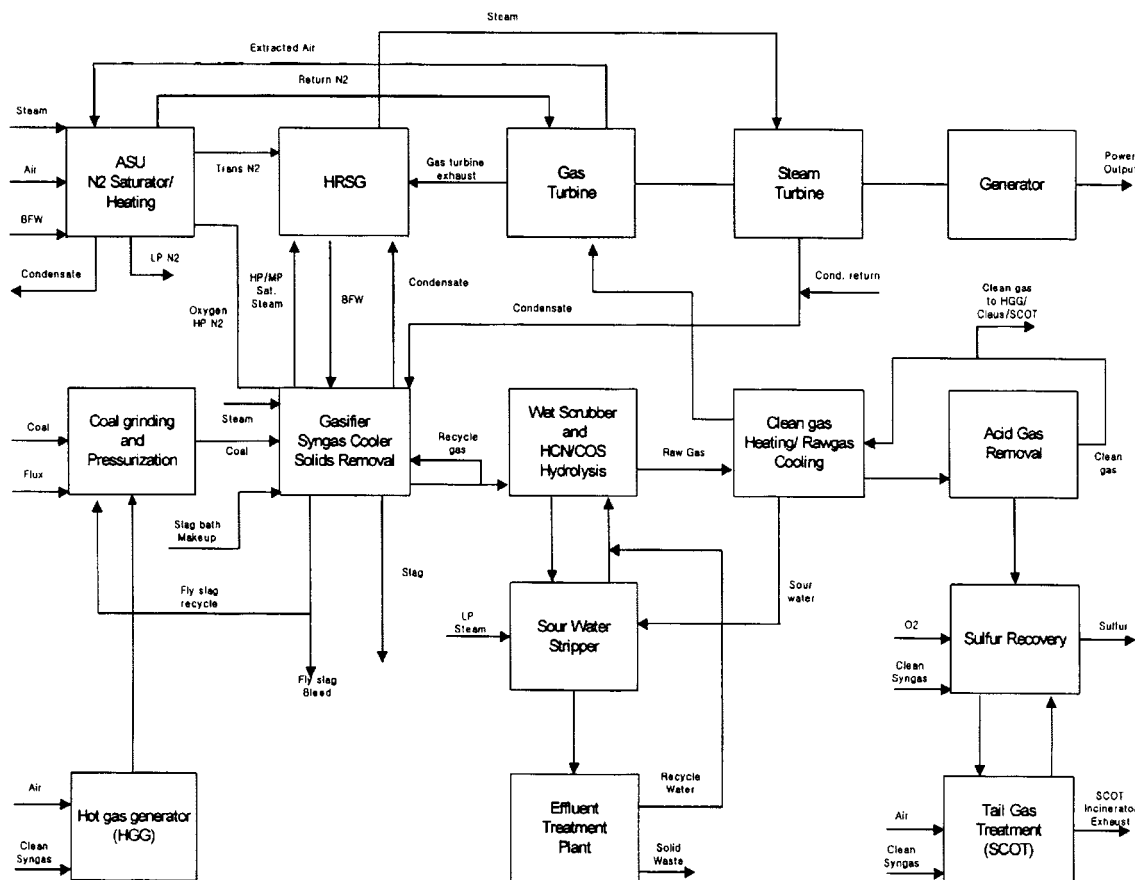 Steam
Extracted Air
Return N2
Steam
Air
BFW
ASU
N2 Saturator/
Heating
Trans N2
HRSG
Gas turbine
exhaust
Gas
Turbine
Steam
Turbine
Generator
Power
Output
Condensate
LP N2
Oxygen
HP N2
HP/MP
Sat.
Steam
BFW
Condensate
Condensate
Cond. return
Clean gas
to HGG/
Claus/SCOT
Coal
Flux
Coal grinding
and
Pressurization
Steam
Coal
Gasifier
Syngas Cooler
Solids Removal
Recycle
gas
Wet Scrubber
and
HCN/COS
Hydrolysis
Raw Gas
Clean gas
Heating/ Rawgas
Cooling
Acid Gas
Removal
Clean
gas
Slag bath
Makeup
Fly slag
recycle
Slag
Fly slag
Bleed
LP
Steam
Sour Water
Stripper
Sour
water
O2
Clean
Syngas
Sulfur Recovery
Sulfur
Air
Clean
Syngas
Hot gas generator
(HGG)
Effluent
Treatment
Plant
Recycle
Water
Solid
Waste
Air
Clean
Syngas
Tail Gas
Treatment
(SCOT)
SCOT
Incinerator
Exhaust